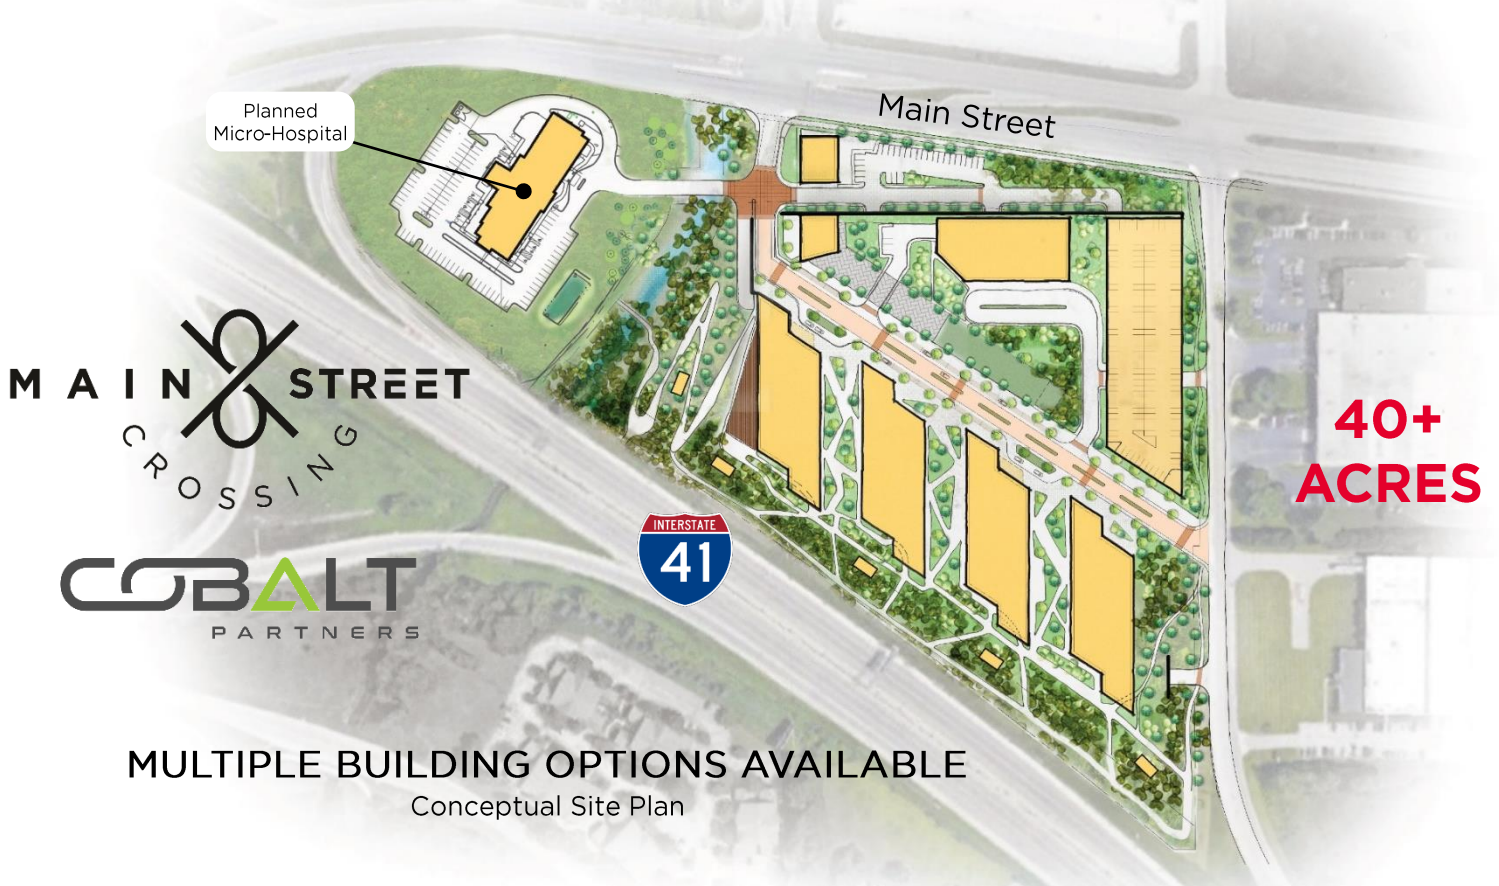 Planned
Micro-Hospital
Main Street
MAIN STREET
CROSSING
COBALT
PARTNERS
INTERSTATE
41
40+
ACRES
MULTIPLE BUILDING OPTIONS AVAILABLE
Conceptual Site Plan